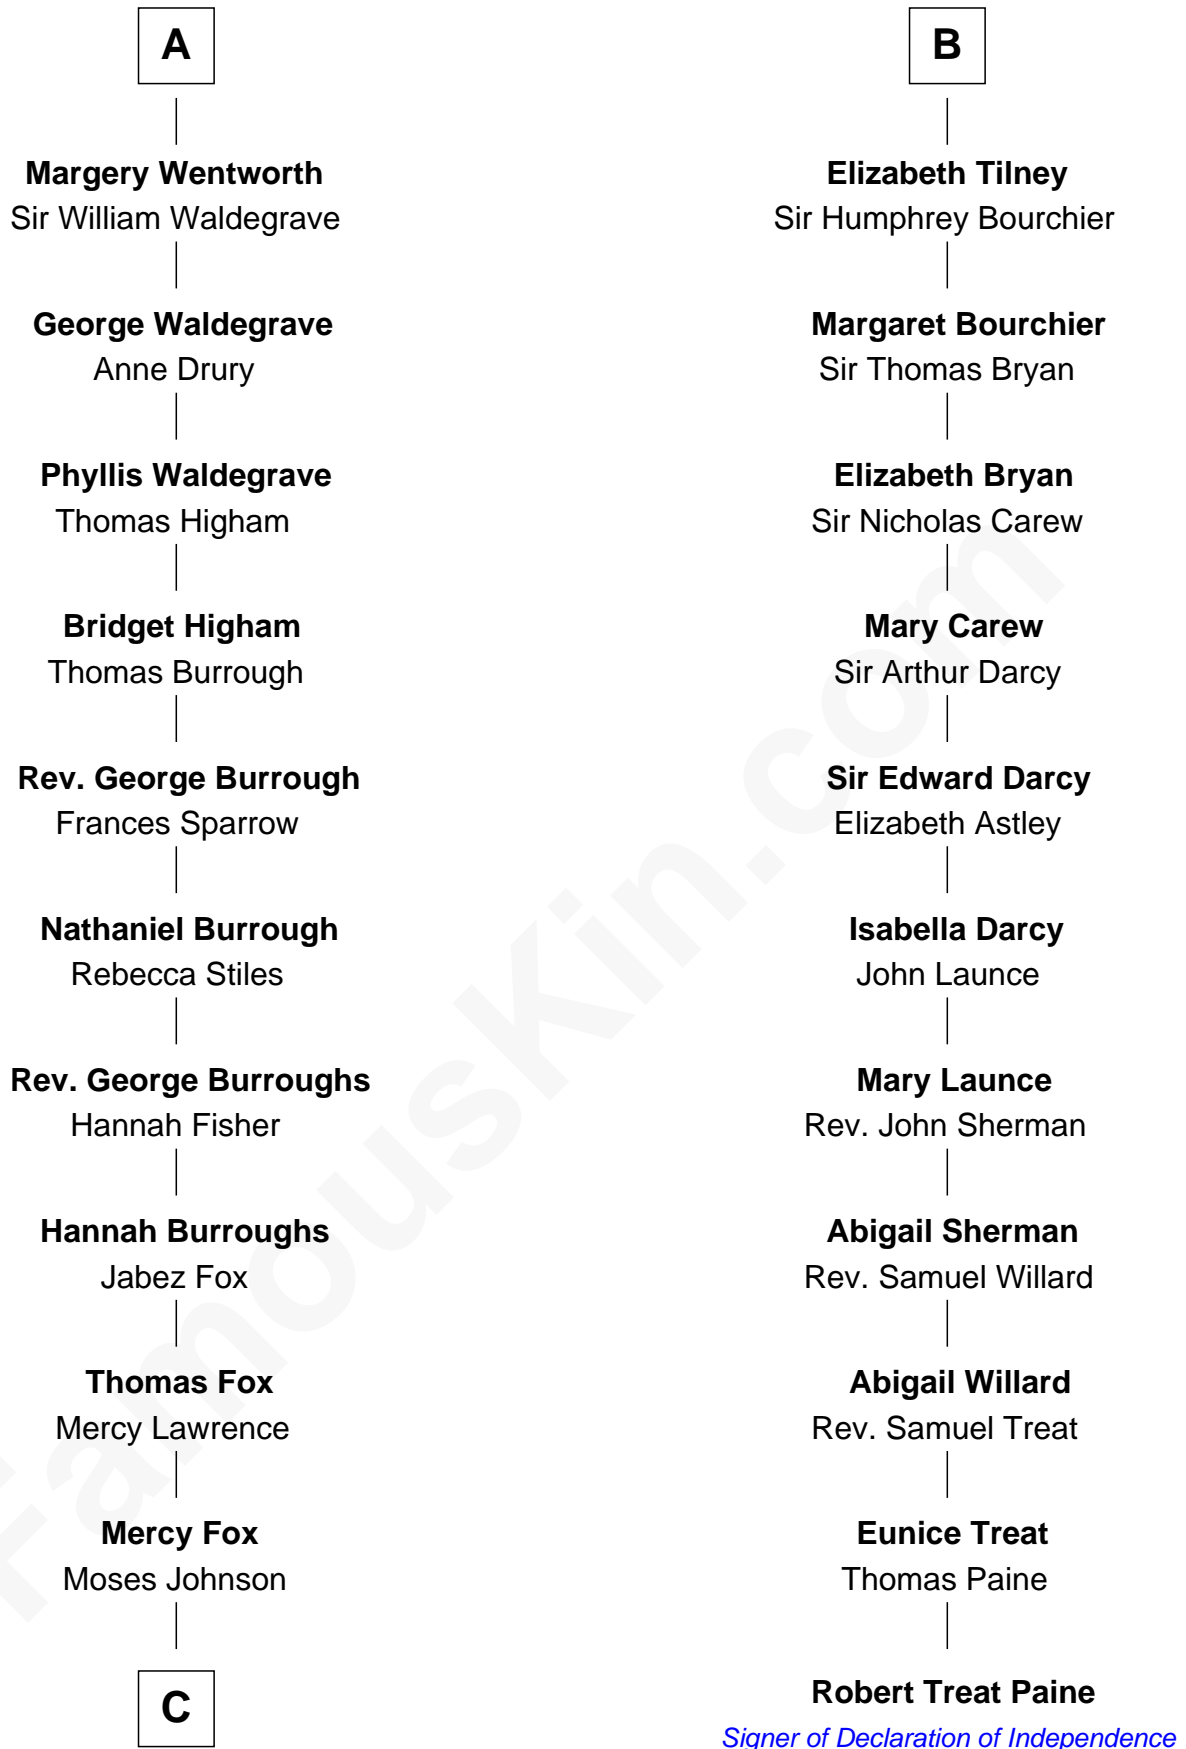 A
Margery Wentworth
Sir William Waldegrave
George Waldegrave
Anne Drury
Phyllis Waldegrave
Thomas Higham
Bridget Higham
Thomas Burrough
Rev. George Burrough
Frances Sparrow
Nathaniel Burrough
Rebecca Stiles
Rev. George Burroughs
Hannah Fisher
Hannah Burroughs
Jabez Fox
Thomas Fox
Mercy Lawrence
Mercy Fox
Moses Johnson
C
B
Elizabeth Tilney
Sir Humphrey Bourchier
Margaret Bourchier
Sir Thomas Bryan
Elizabeth Bryan
Sir Nicholas Carew
Mary Carew
Sir Arthur Darcy
Sir Edward Darcy
Elizabeth Astley
Isabella Darcy
John Launce
Mary Launce
Rev. John Sherman
Abigail Sherman
Rev. Samuel Willard
Abigail Willard
Rev. Samuel Treat
Eunice Treat
Thomas Paine
Robert Treat Paine
Signer of Declaration of Independence
FamousKin.com